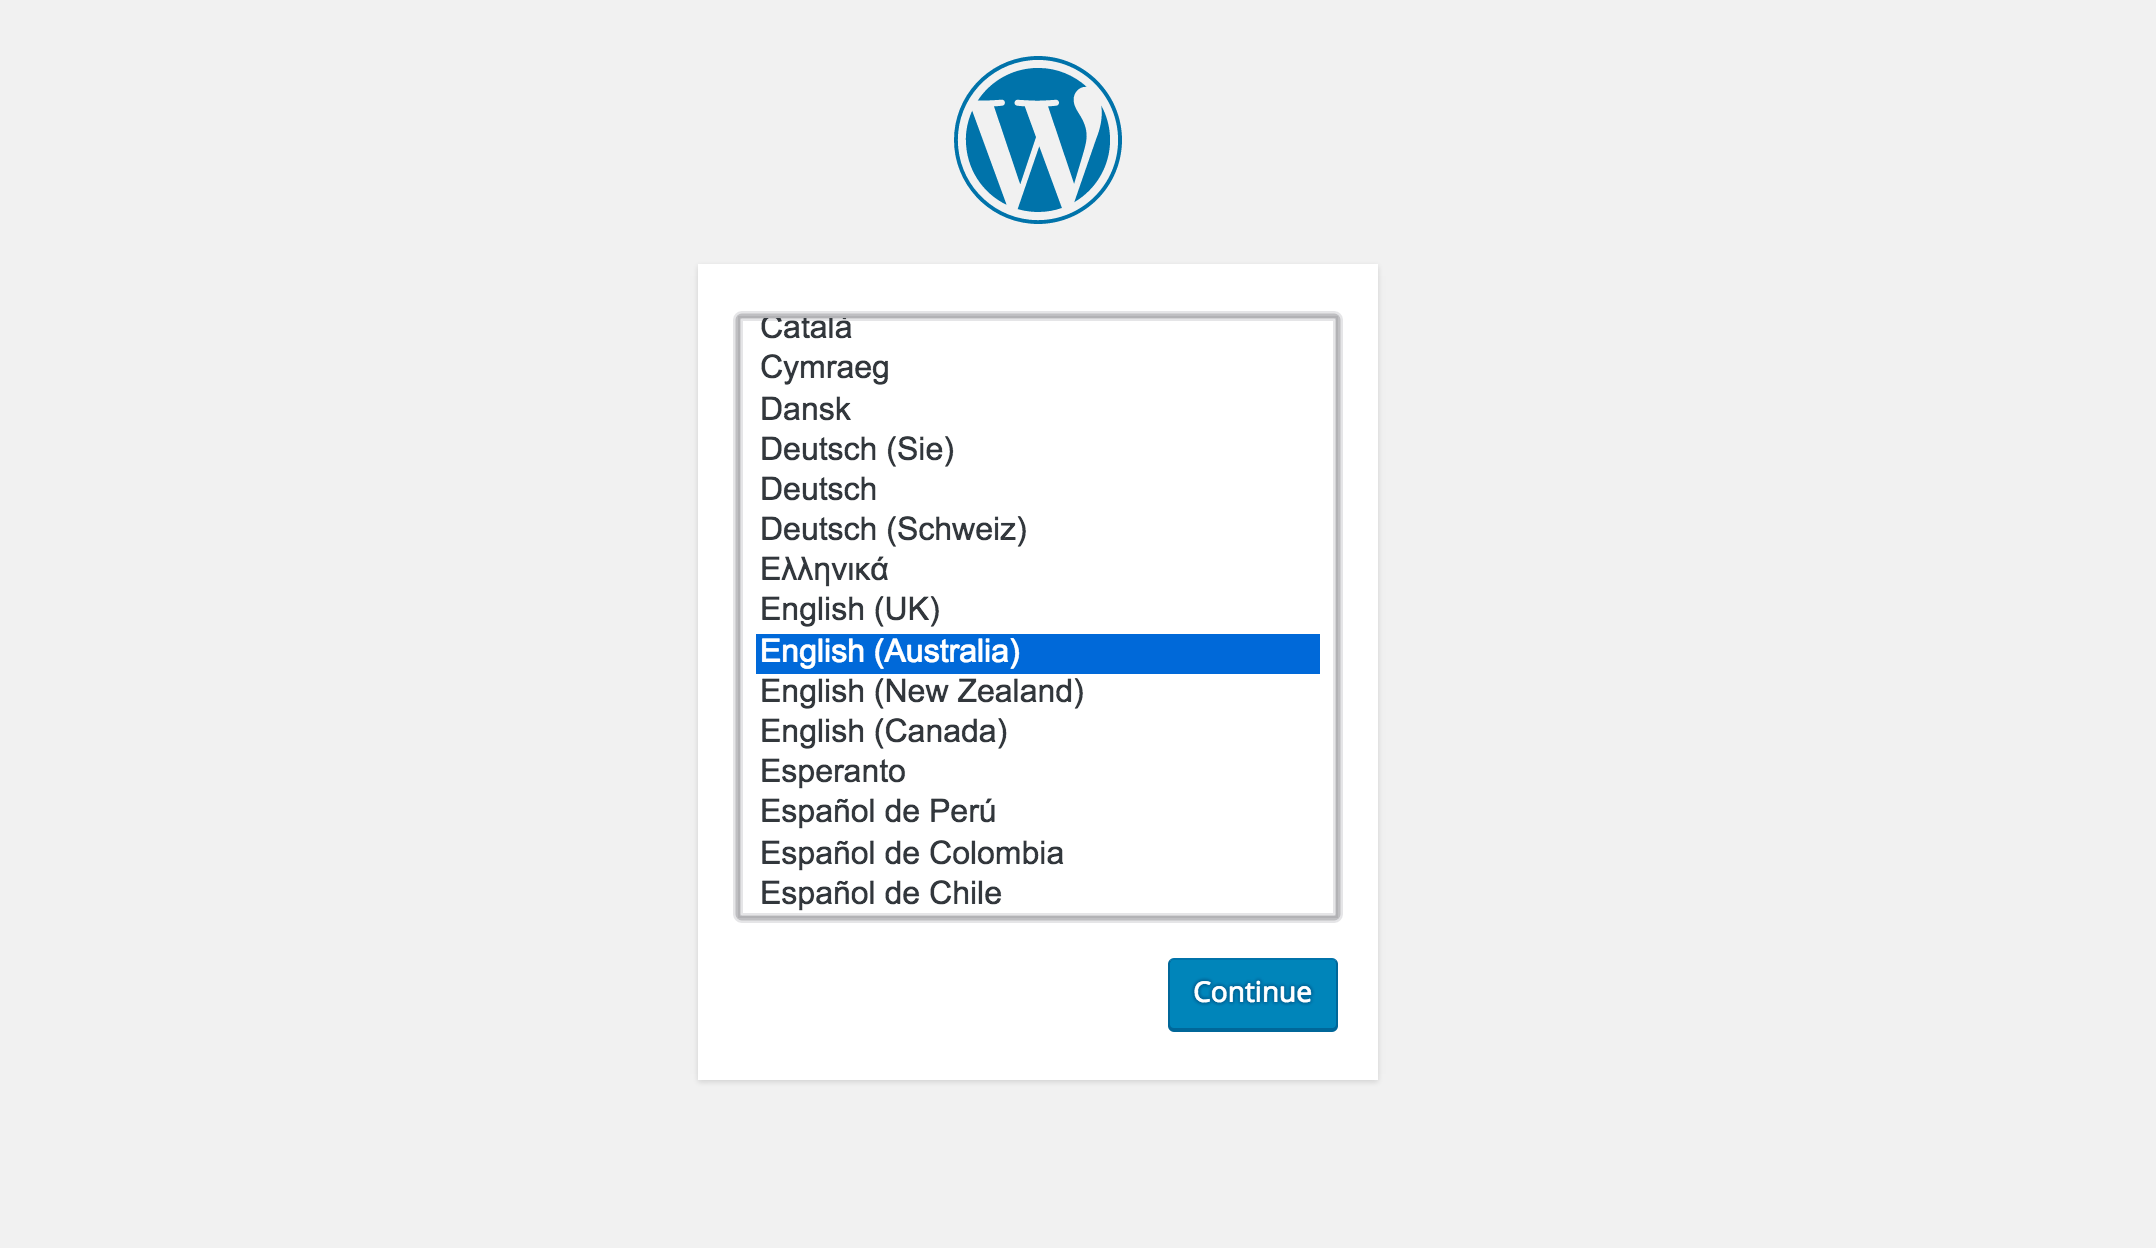 Català
Cymraeg
Dansk
Deutsch (Sie)
Deutsch
Deutsch (Schweiz)
Ελληνικά
English (UK)
English (Australia)
English (New Zealand)
English (Canada)
Esperanto
Español de Perú
Español de Colombia
Español de Chile
Continue